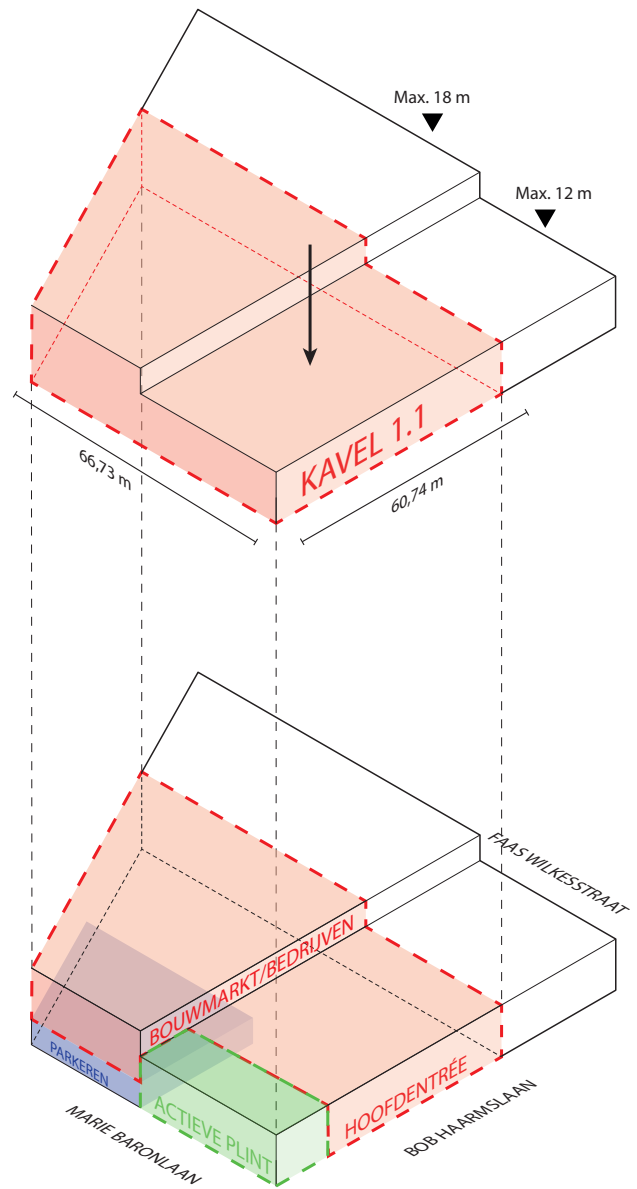 Max. 18 m
Max. 12 m
KAVEL 1.1
66,73 m
60,74 m
FAAS WILKESSTRAAT
BOUWMARKT/BEDRIJVEN
PARKEREN
HOOFDENTRÉE
ACTIEVE PLINT
MARIE BARONLAAN
BOB HAARMSLAAN